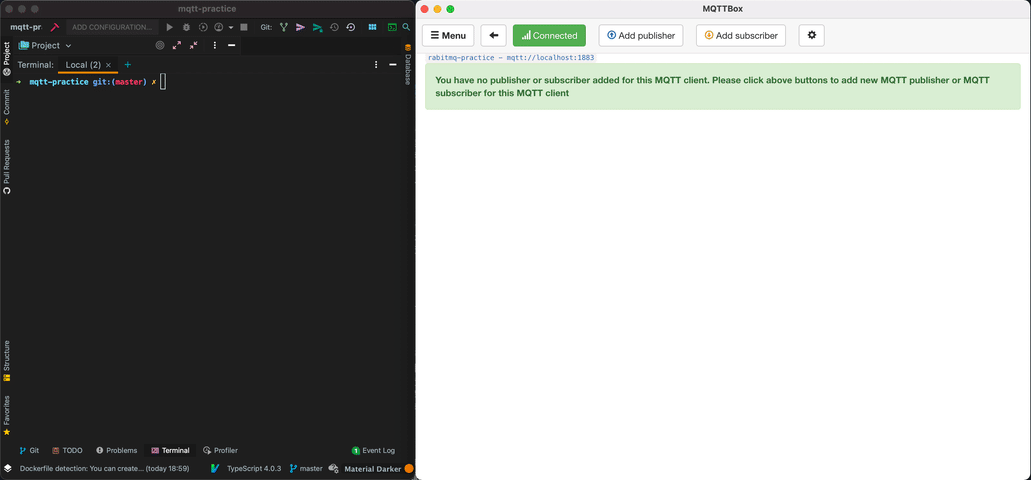 mqtt-practice
mqtt-pr
ADD CONFIGURATION...
Git:
Project
Terminal:
Local (2)
mqtt-practice git:(master) ✗
Project
Commit
Pull Requests
Structure
Favorites
Database
Git
TODO
Problems
Terminal
Profiler
1 Event Log
Dockerfile detection: You can create... (today 18:59)
TypeScript 4.0.3
master
Material Darker
MQTTBox
Menu
Connected
Add publisher
Add subscriber
rabitmq-practice - mqtt://localhost:1883
You have no publisher or subscriber added for this MQTT client. Please click above buttons to add new MQTT publisher or MQTT
subscriber for this MQTT client